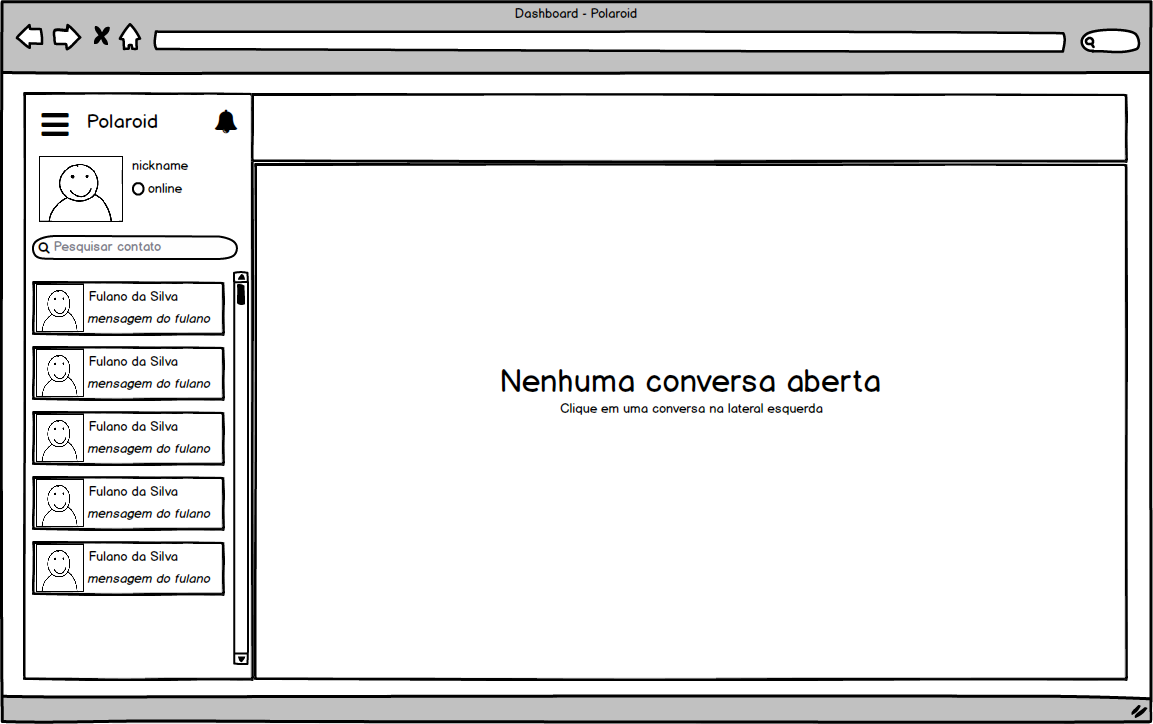 Dashboard - Polaroid
Polaroid
nickname
online
Pesquisar contato
Fulano da Silva
mensagem do fulano
Fulano da Silva
mensagem do fulano
Fulano da Silva
mensagem do fulano
Fulano da Silva
mensagem do fulano
Fulano da Silva
mensagem do fulano
Nenhuma conversa aberta
Clique em uma conversa na lateral esquerda